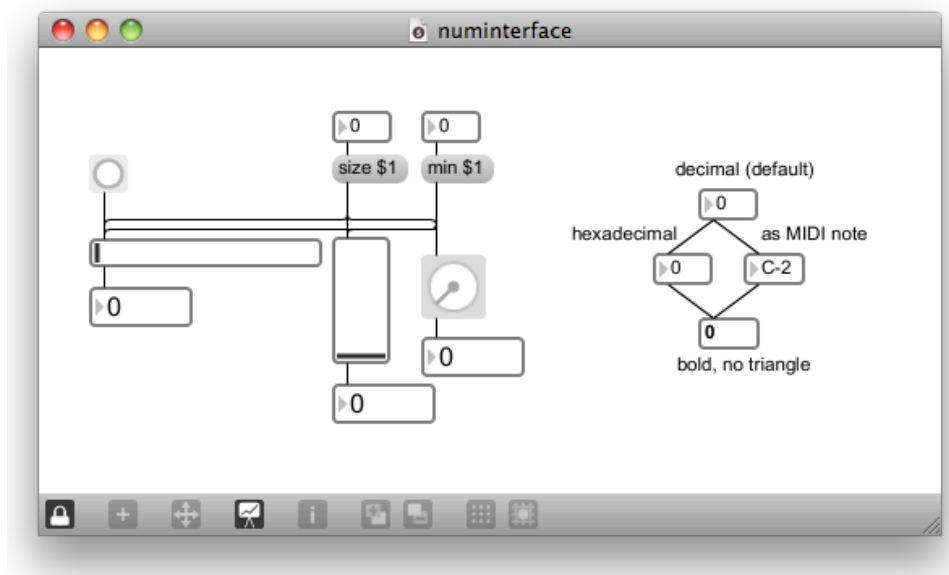 numinterface
0
0
size $1
min $1
0
0
0
decimal (default)
0
hexadecimal
as MIDI note
0
C-2
0
bold, no triangle